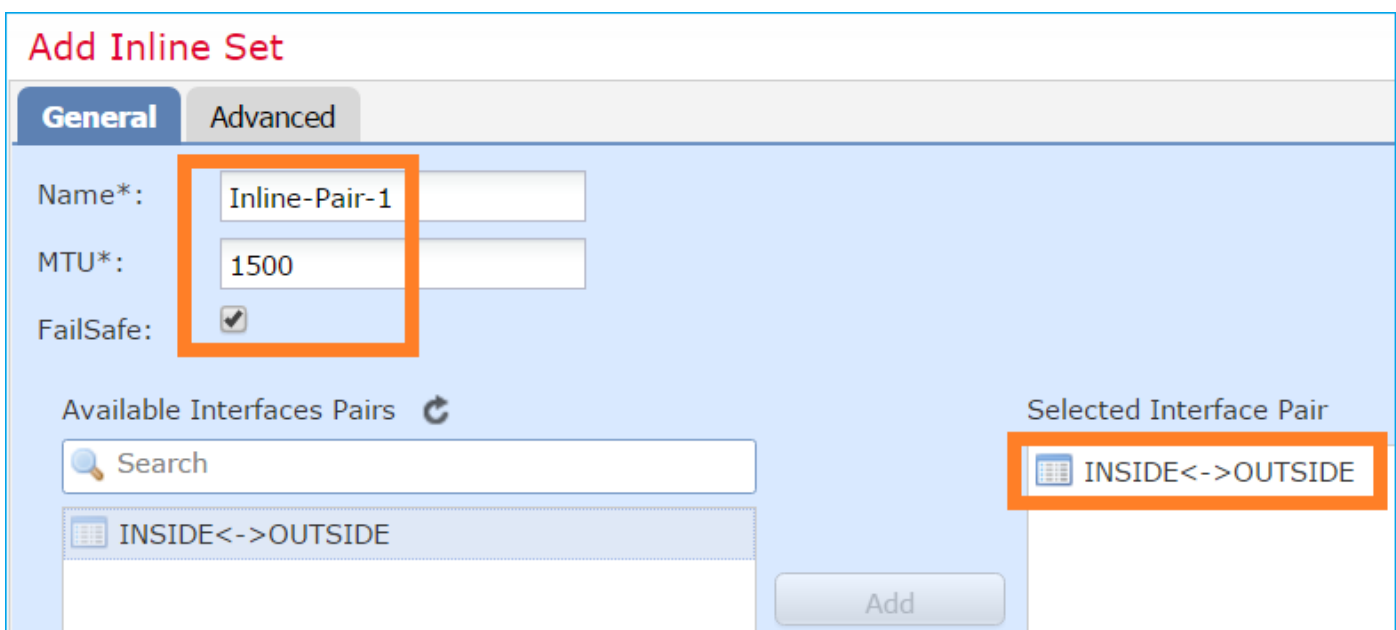 Add Inline Set
General Advanced
Name*: Inline-Pair-1
MTU*: 1500
FailSafe:
Available Interfaces Pairs
Search
INSIDE<->OUTSIDE
Add
Selected Interface Pair
INSIDE<->OUTSIDE